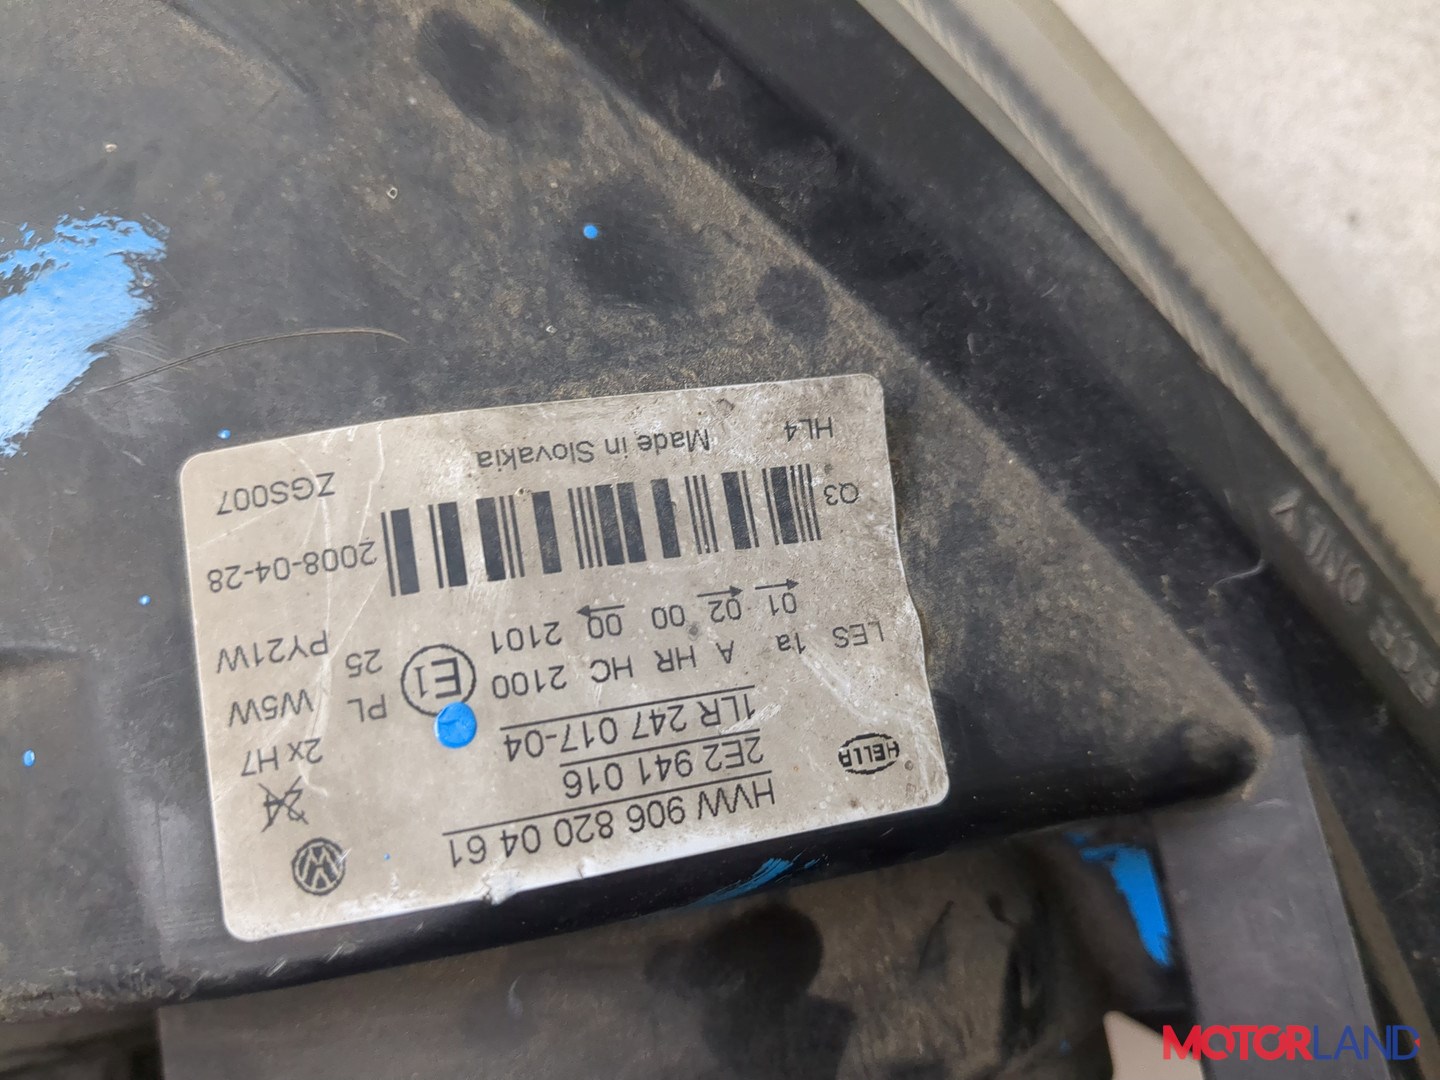 HVW 906 820 04 61
2E2 941 016
1LR 247 017-04
HELLA
24
2x H7
LES 1a A HR HC 2100
E1
PL W5W
01 02 00 00 2101
25 PY21W
Q3
2008-04-28
HL4 Made in Slovakia ZGS007
MOTORLAND